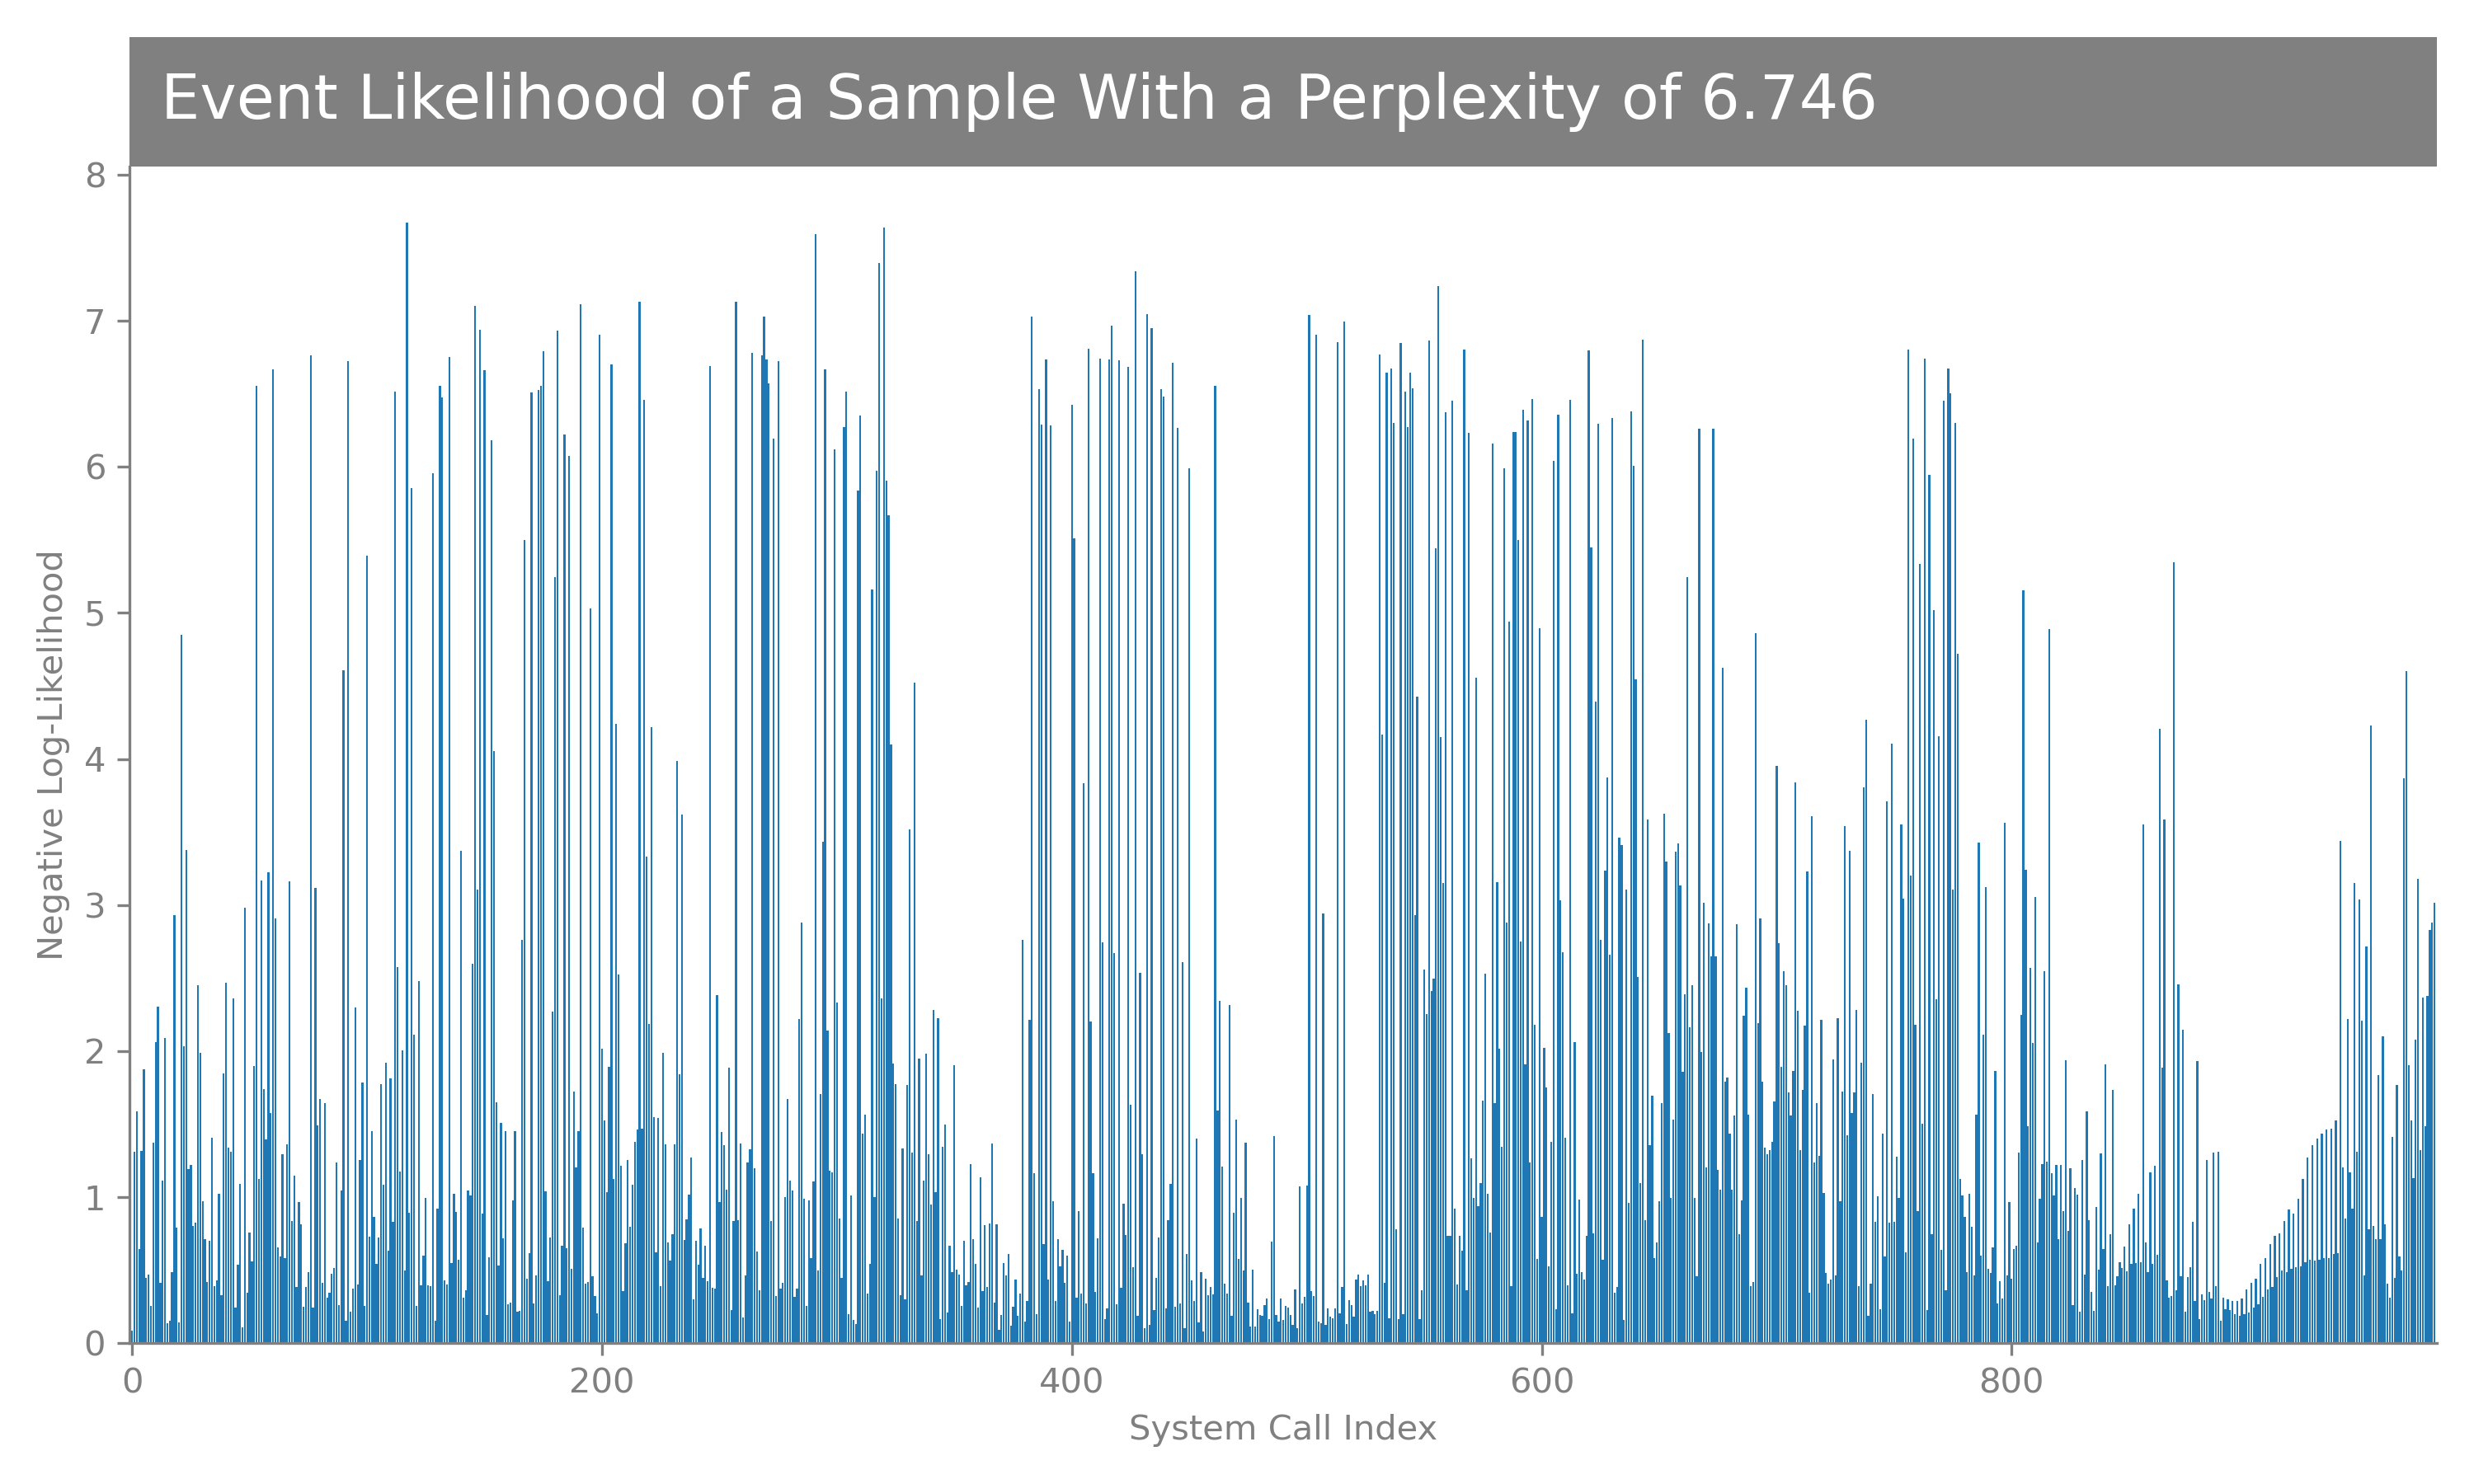 Event Likelihood of a Sample With a Perplexity of 6.746
8
7
6
5
4
3
2
1
0
Negative Log-Likelihood
0 200 400 600 800
System Call Index